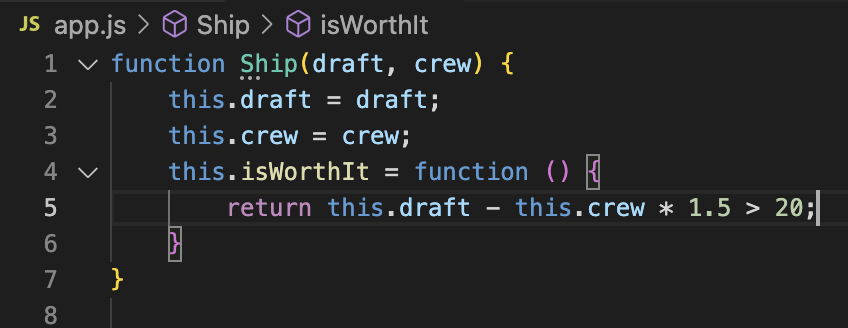 JS app.js > Ship > isWorthIt
1 function Ship(draft, crew) {
2     this.draft = draft;
3     this.crew = crew;
4     this.isWorthIt = function () {
5         return this.draft - this.crew * 1.5 > 20;
6     }
7 }
8